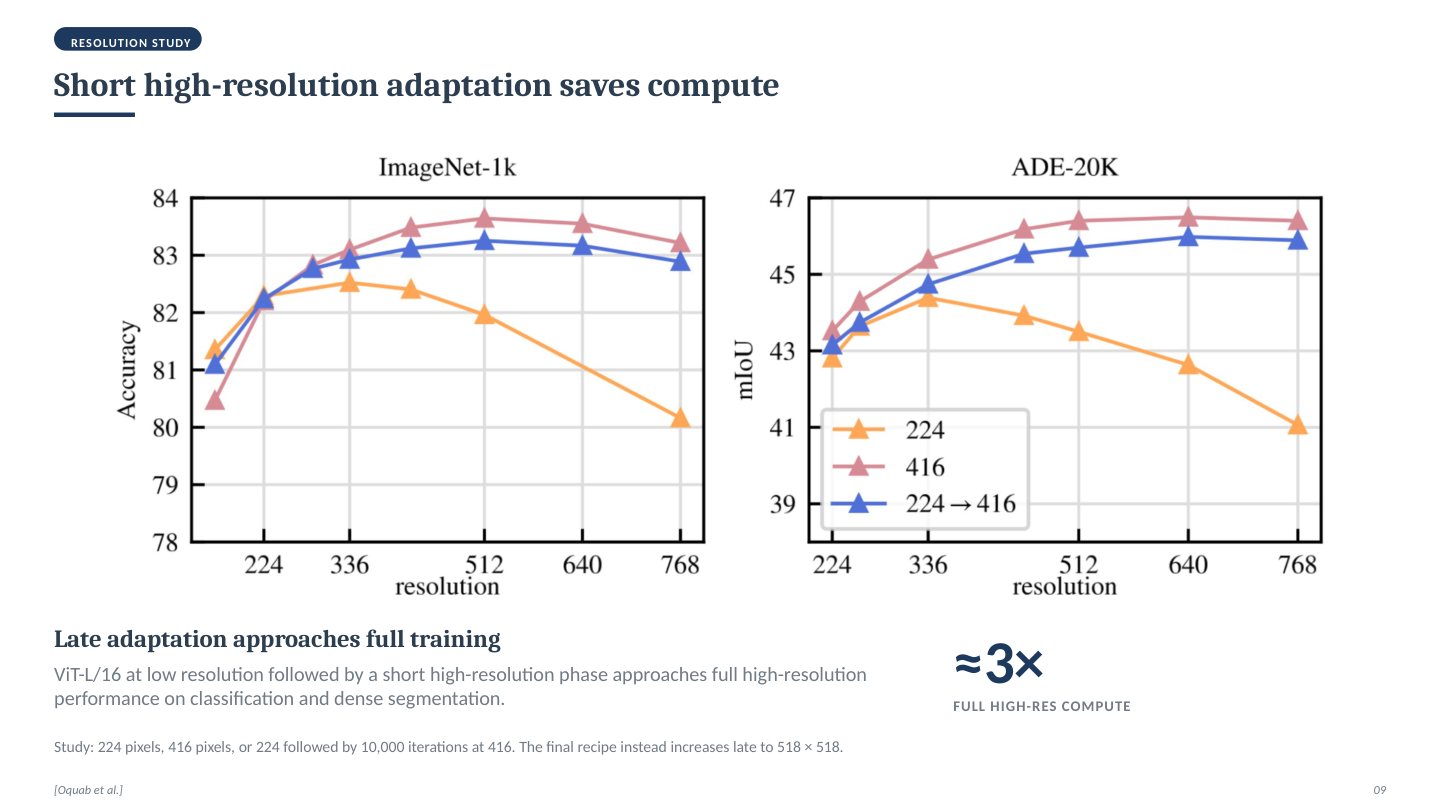 RESOLUTION STUDY
Short high-resolution adaptation saves compute
ImageNet-1k
84
83
82
81
80
79
78
Accuracy
224 336 512 640 768
resolution
ADE-20K
47
45
43
41
39
mIoU
224
416
224 → 416
224 336 512 640 768
resolution
Late adaptation approaches full training
ViT-L/16 at low resolution followed by a short high-resolution phase approaches full high-resolution
performance on classification and dense segmentation.
≈3×
FULL HIGH-RES COMPUTE
Study: 224 pixels, 416 pixels, or 224 followed by 10,000 iterations at 416. The final recipe instead increases late to 518 × 518.
[Oquab et al.]
09